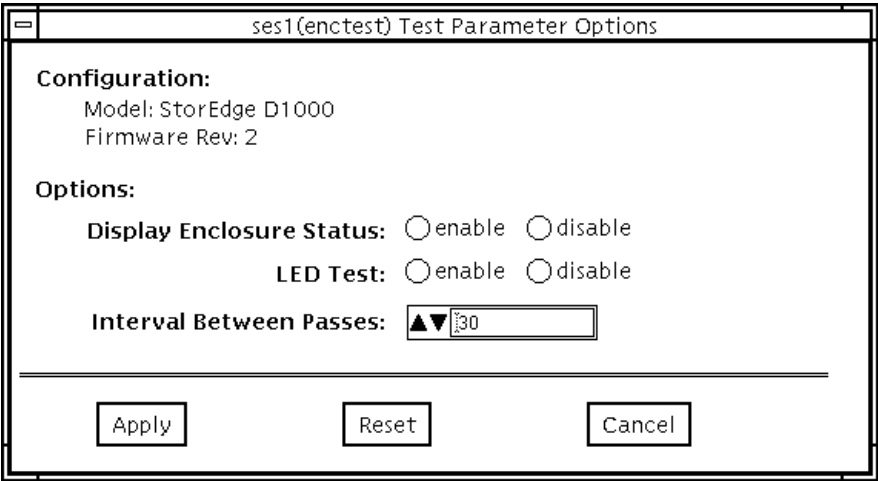 ses1(enctest) Test Parameter Options
Configuration:
Model: StorEdge D1000
Firmware Rev: 2
Options:
Display Enclosure Status: enable disable
LED Test: enable disable
Interval Between Passes: 30
Apply Reset Cancel